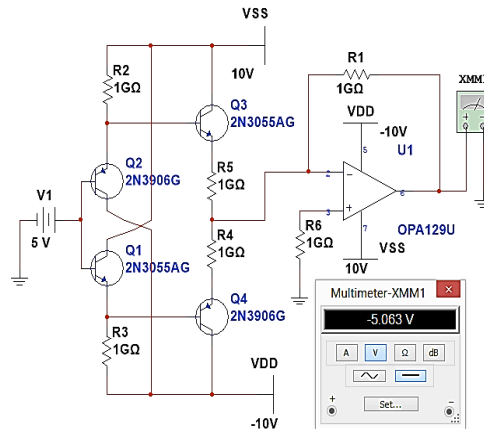 VSS
10V
R2
1GΩ
Q3
2N3055AG
R1
1GΩ
XMM
VDD
-10V
5
U1
Q2
2N3906G
R5
1GΩ
2
6
3
V1
5 V
R4
1GΩ
R6
1GΩ
7
OPA129U
VSS
10V
Q1
2N3055AG
Q4
2N3906G
R3
1GΩ
VDD
-10V
Multimeter-XMM1
-5.063 V
A
V
Ω
dB
Set...
+
-